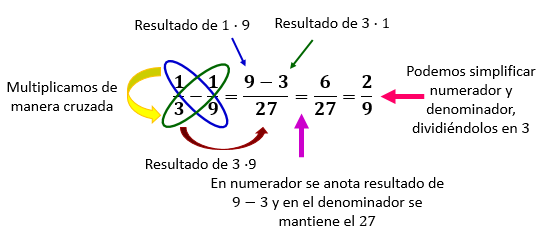 Resultado de 1 · 9
Resultado de 3 · 1
Multiplicamos de
manera cruzada
1/3 − 1/9 = (9 − 3)/27 = 6/27 = 2/9
Podemos simplificar
numerador y
denominador,
dividiéndolos en 3
Resultado de 3 ·9
En numerador se anota resultado de
9 − 3 y en el denominador se
mantiene el 27